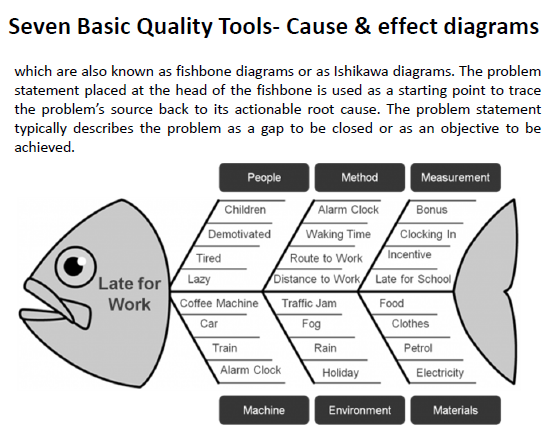 Seven Basic Quality Tools- Cause & effect diagrams
which are also known as fishbone diagrams or as Ishikawa diagrams. The problem
statement placed at the head of the fishbone is used as a starting point to trace
the problem's source back to its actionable root cause. The problem statement
typically describes the problem as a gap to be closed or as an objective to be
achieved.
People Method Measurement
Children Alarm Clock Bonus
Demotivated Waking Time Clocking In
Tired Route to Work Incentive
Lazy Distance to Work Late for School
Late for
Work
Coffee Machine Traffic Jam Food
Car Fog Clothes
Train Rain Petrol
Alarm Clock Holiday Electricity
Machine Environment Materials